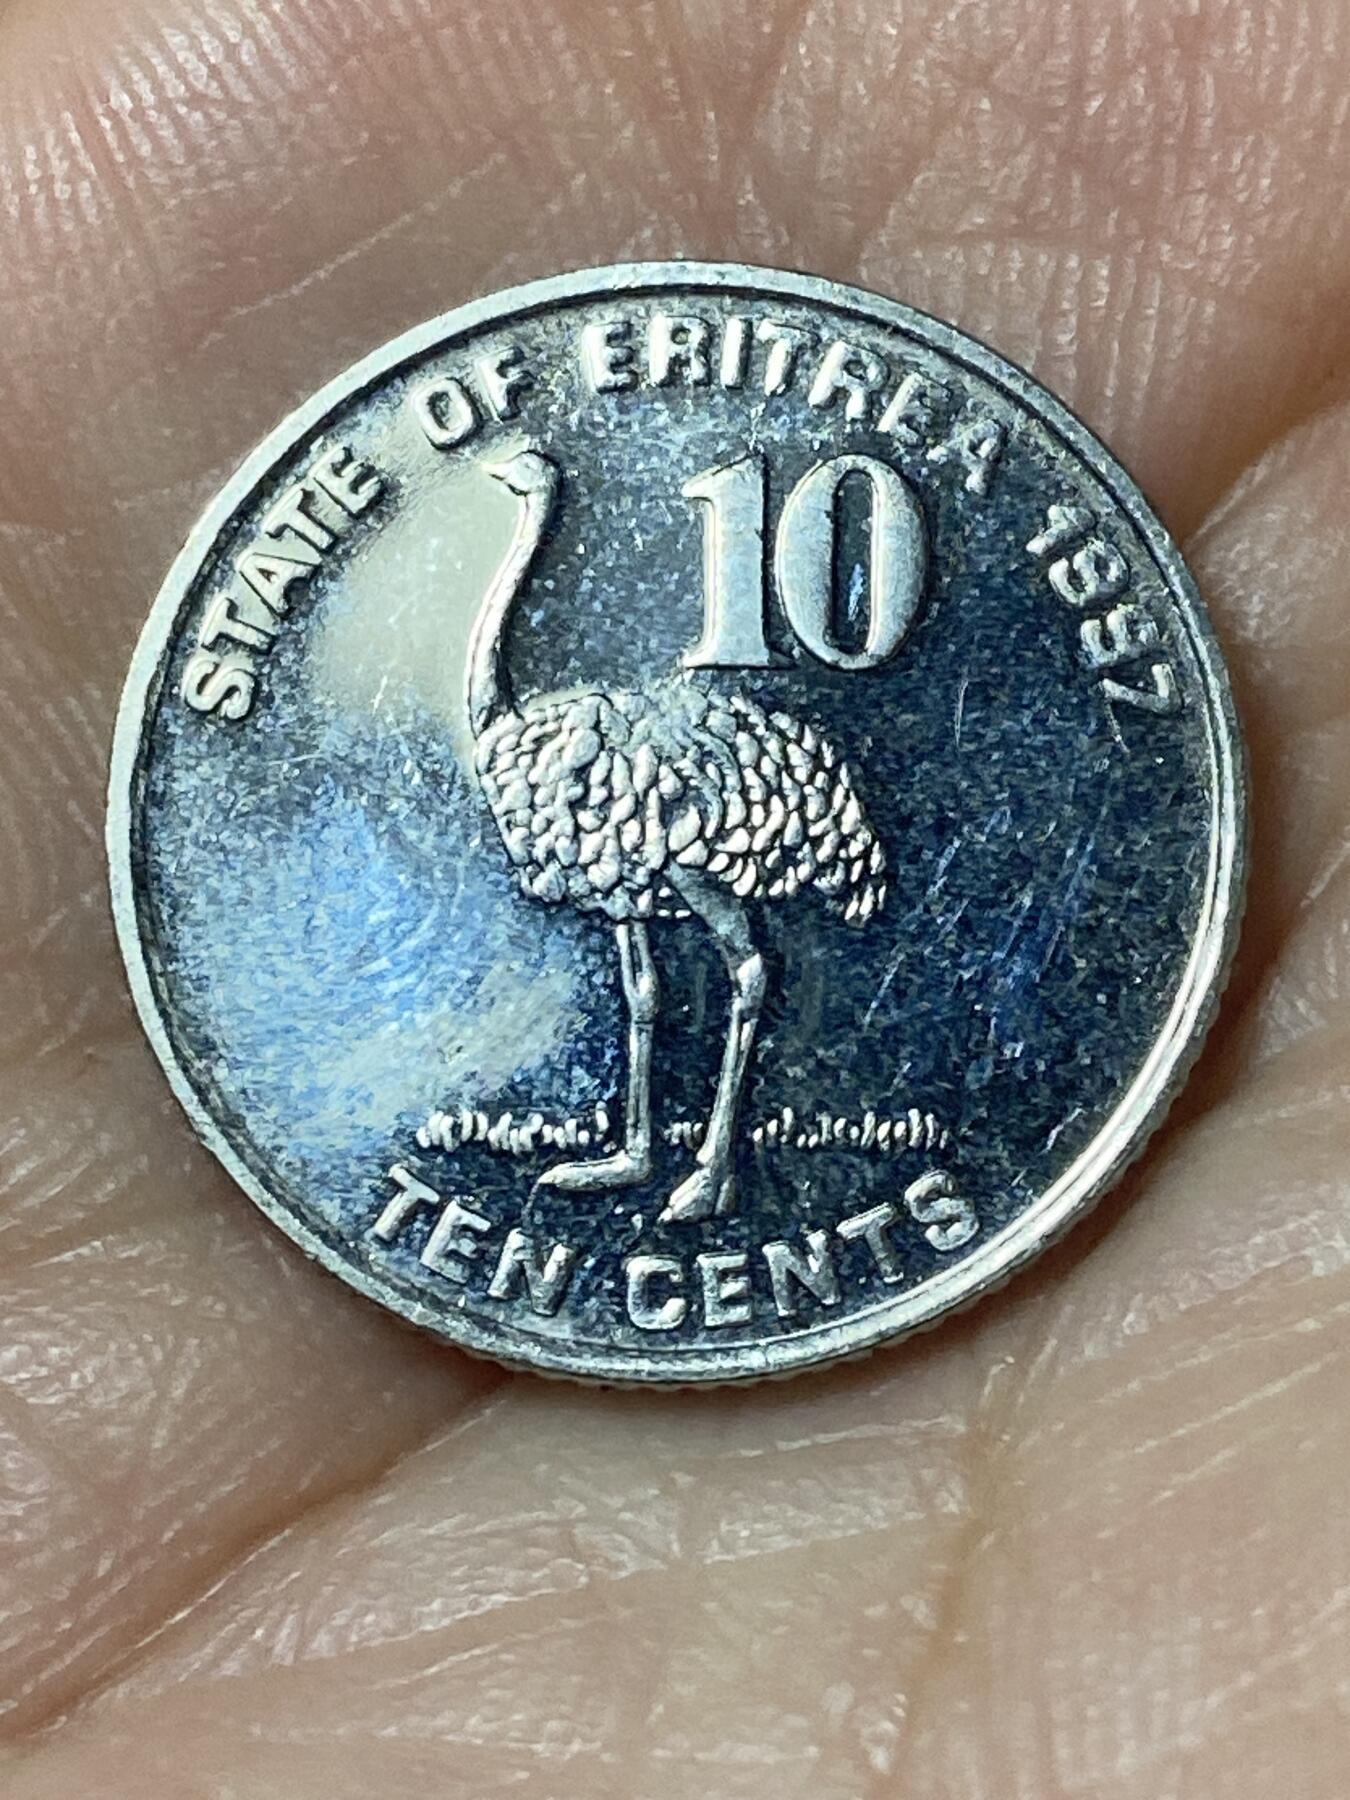 STATE OF ERITREA 1997
10
TEN CENTS